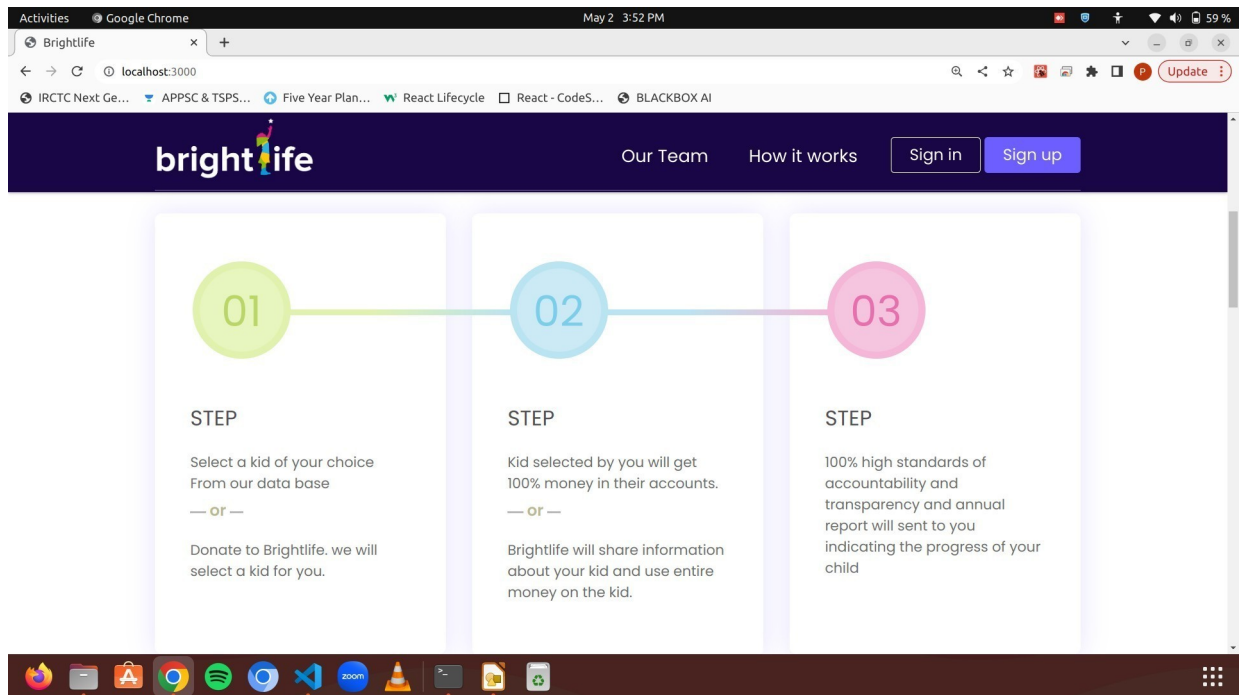 Activities Google Chrome May 2 3:52 PM 59 %
Brightlife
localhost:3000 Update
IRCTC Next Ge... APPSC & TSPS... Five Year Plan... React Lifecycle React - CodeS... BLACKBOX AI
brightlife Our Team How it works Sign in Sign up
01 02 03
STEP
Select a kid of your choice
From our data base
— or —
Donate to Brightlife. we will
select a kid for you.
STEP
Kid selected by you will get
100% money in their accounts.
— or —
Brightlife will share information
about your kid and use entire
money on the kid.
STEP
100% high standards of
accountability and
transparency and annual
report will sent to you
indicating the progress of your
child
zoom